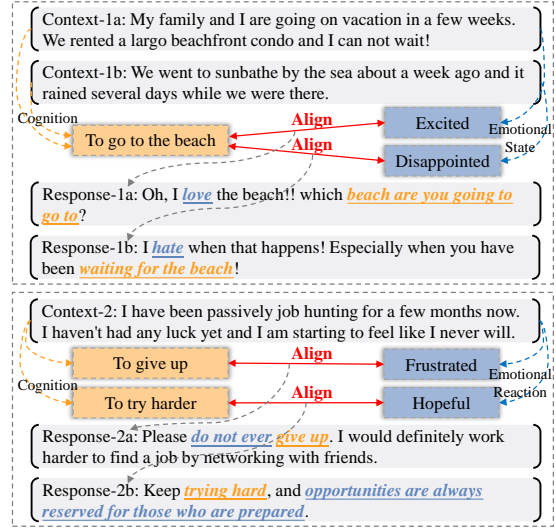 Context-1a: My family and I are going on vacation in a few weeks.
We rented a largo beachfront condo and I can not wait!
Context-1b: We went to sunbathe by the sea about a week ago and it
rained several days while we were there.
Cognition
To go to the beach
Align
Align
Excited
Disappointed
Emotional
State
Response-1a: Oh, I love the beach!! which beach are you going to
go to?
Response-1b: I hate when that happens! Especially when you have
been waiting for the beach!
Context-2: I have been passively job hunting for a few months now.
I haven't had any luck yet and I am starting to feel like I never will.
Cognition
To give up
Align
Frustrated
To try harder
Align
Hopeful
Emotional
Reaction
Response-2a: Please do not ever give up. I would definitely work
harder to find a job by networking with friends.
Response-2b: Keep trying hard, and opportunities are always
reserved for those who are prepared.